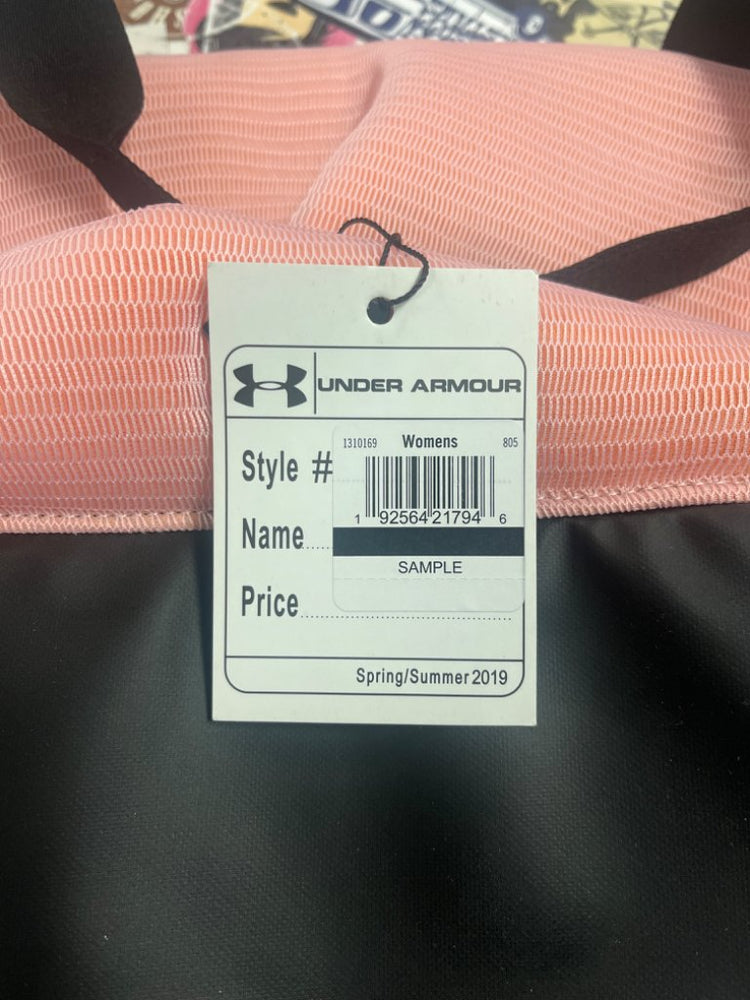 UNDER ARMOUR
1310169 Womens 805
Style #
1 92564 21794 6
Name
SAMPLE
Price
Spring/Summer 2019